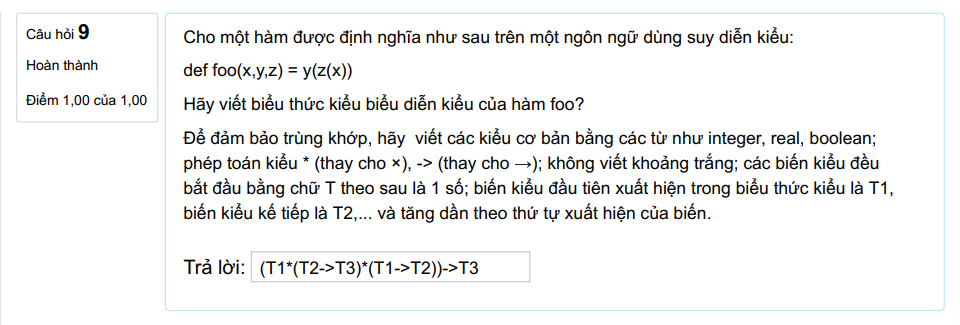 Câu hỏi 9
Hoàn thành
Điểm 1,00 của 1,00
Cho một hàm được định nghĩa như sau trên một ngôn ngữ dùng suy diễn kiểu:
def foo(x,y,z) = y(z(x))
Hãy viết biểu thức kiểu biểu diễn kiểu của hàm foo?
Để đảm bảo trùng khớp, hãy viết các kiểu cơ bản bằng các từ như integer, real, boolean;
phép toán kiểu * (thay cho ×), -> (thay cho →); không viết khoảng trắng; các biến kiểu đều
bắt đầu bằng chữ T theo sau là 1 số; biến kiểu đầu tiên xuất hiện trong biểu thức kiểu là T1,
biến kiểu kế tiếp là T2,... và tăng dần theo thứ tự xuất hiện của biến.
Trả lời: (T1*(T2->T3)*(T1->T2))->T3